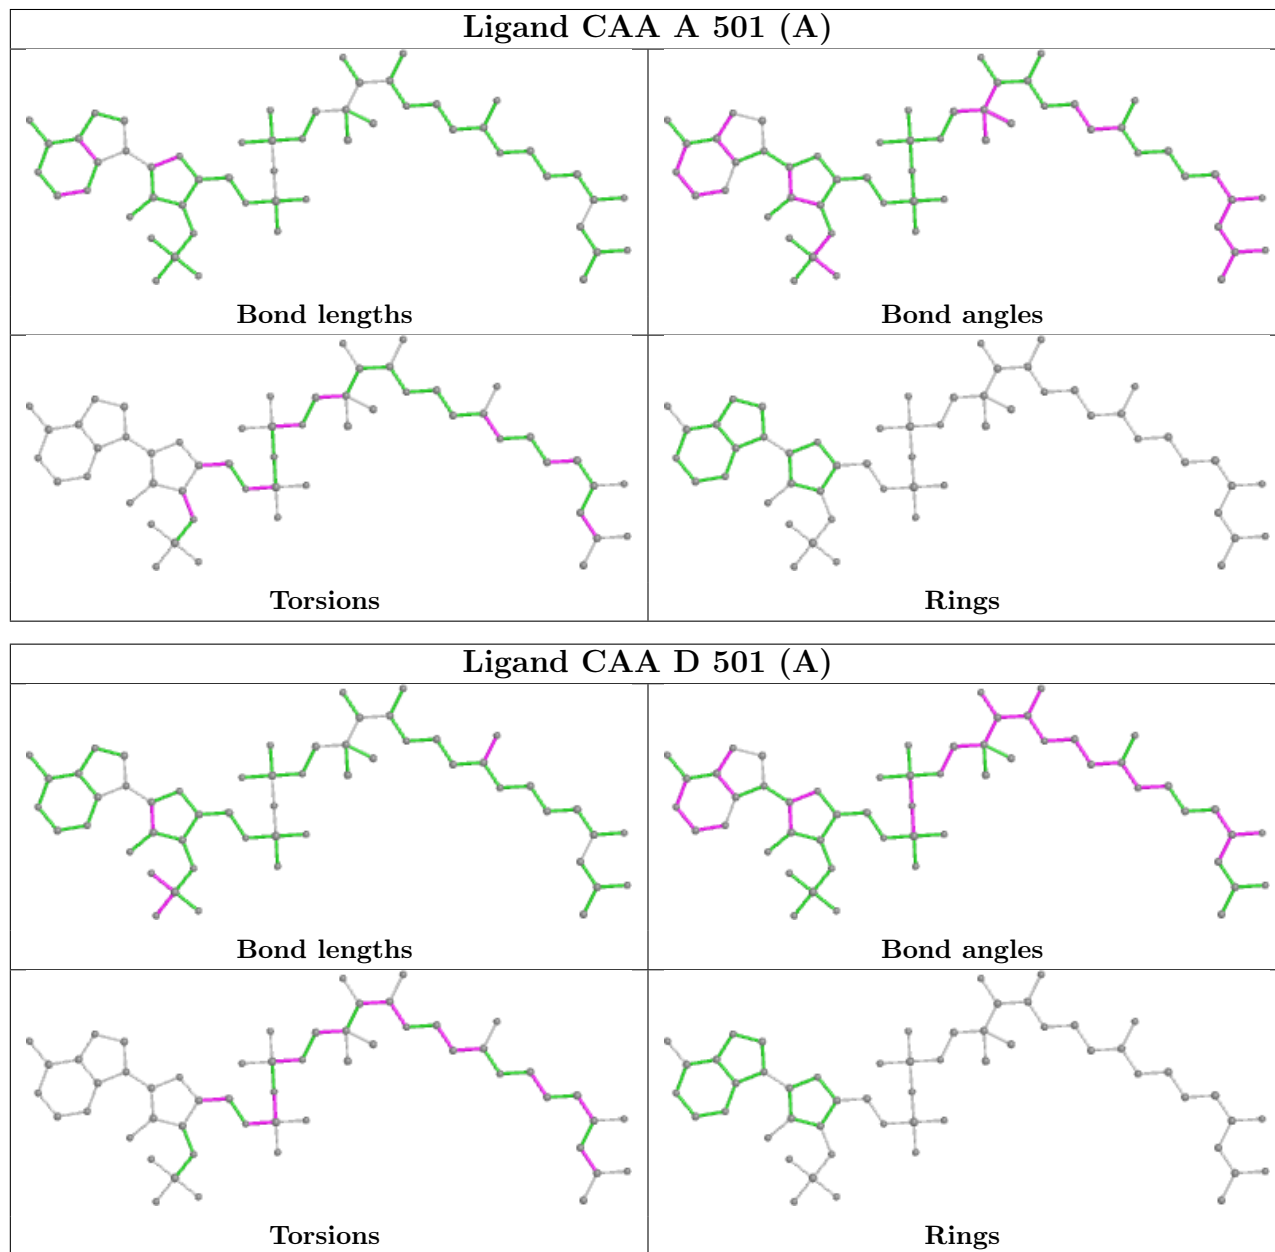 Ligand CAA A 501 (A)
Bond lengths
Bond angles
Torsions
Rings
Ligand CAA D 501 (A)
Bond lengths
Bond angles
Torsions
Rings